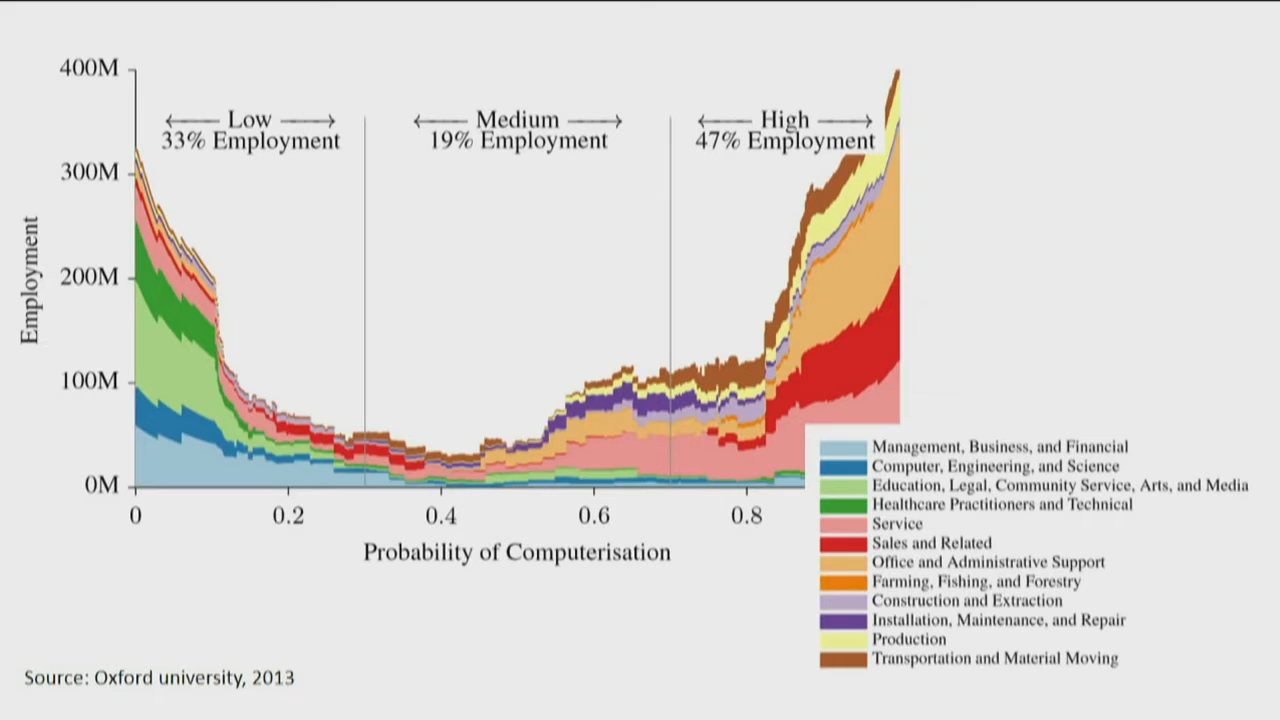 400M
300M
200M
100M
0M
Employment
Low
33% Employment
Medium
19% Employment
High
47% Employment
0
0.2
0.4
0.6
0.8
Probability of Computerisation
Management, Business, and Financial
Computer, Engineering, and Science
Education, Legal, Community Service, Arts, and Media
Healthcare Practitioners and Technical
Service
Sales and Related
Office and Administrative Support
Farming, Fishing, and Forestry
Construction and Extraction
Installation, Maintenance, and Repair
Production
Transportation and Material Moving
Source: Oxford university, 2013